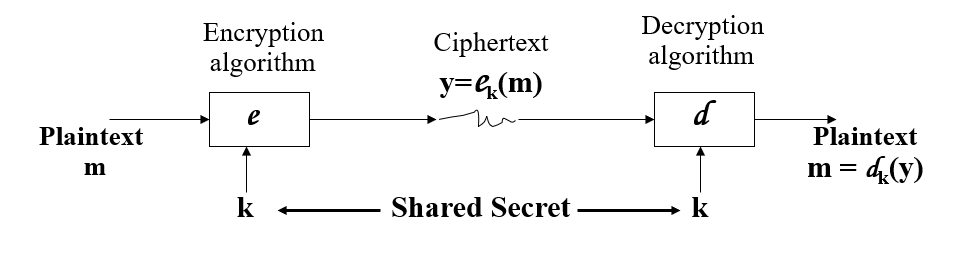 Encryption
algorithm
Ciphertext
y=eₖ(m)
Decryption
algorithm
e
d
Plaintext
m
Plaintext
m = dₖ(y)
k
Shared Secret
k